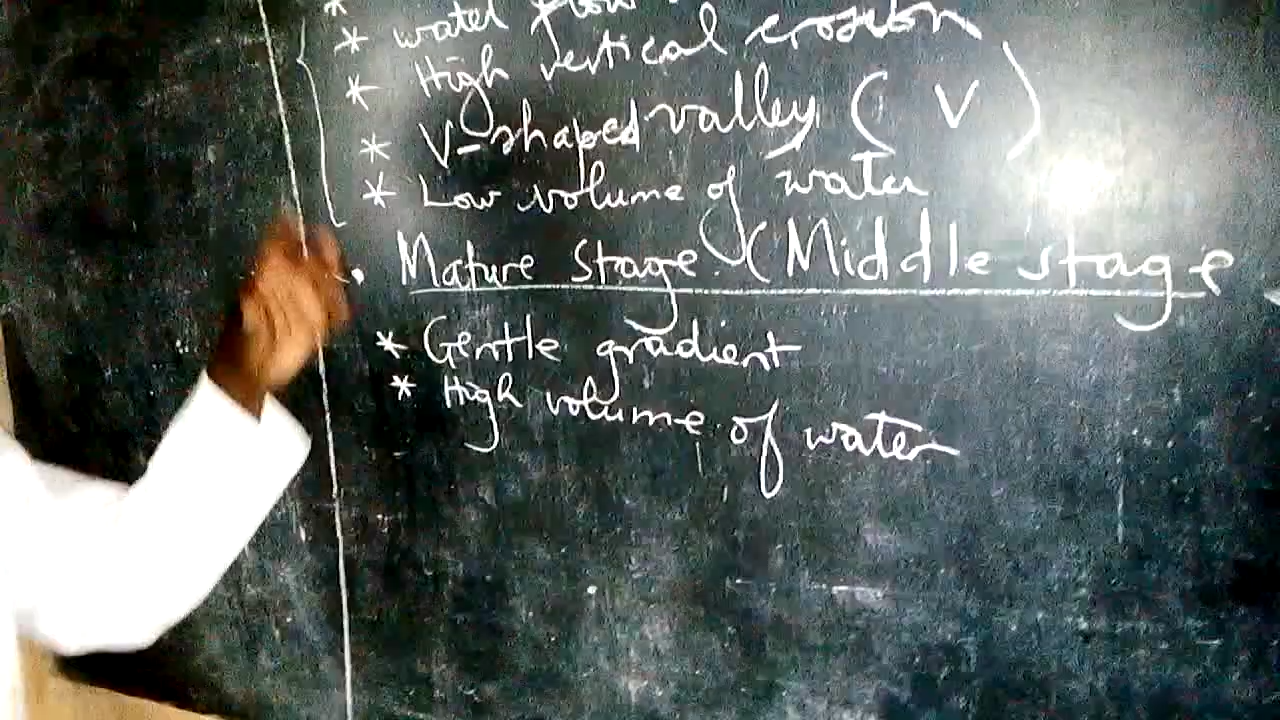 * water flow
* High vertical erosion
* V-shaped valley ( V )
* Low volume of water
. Mature Stage. (Middle stage
* Gentle gradient
* High volume of water